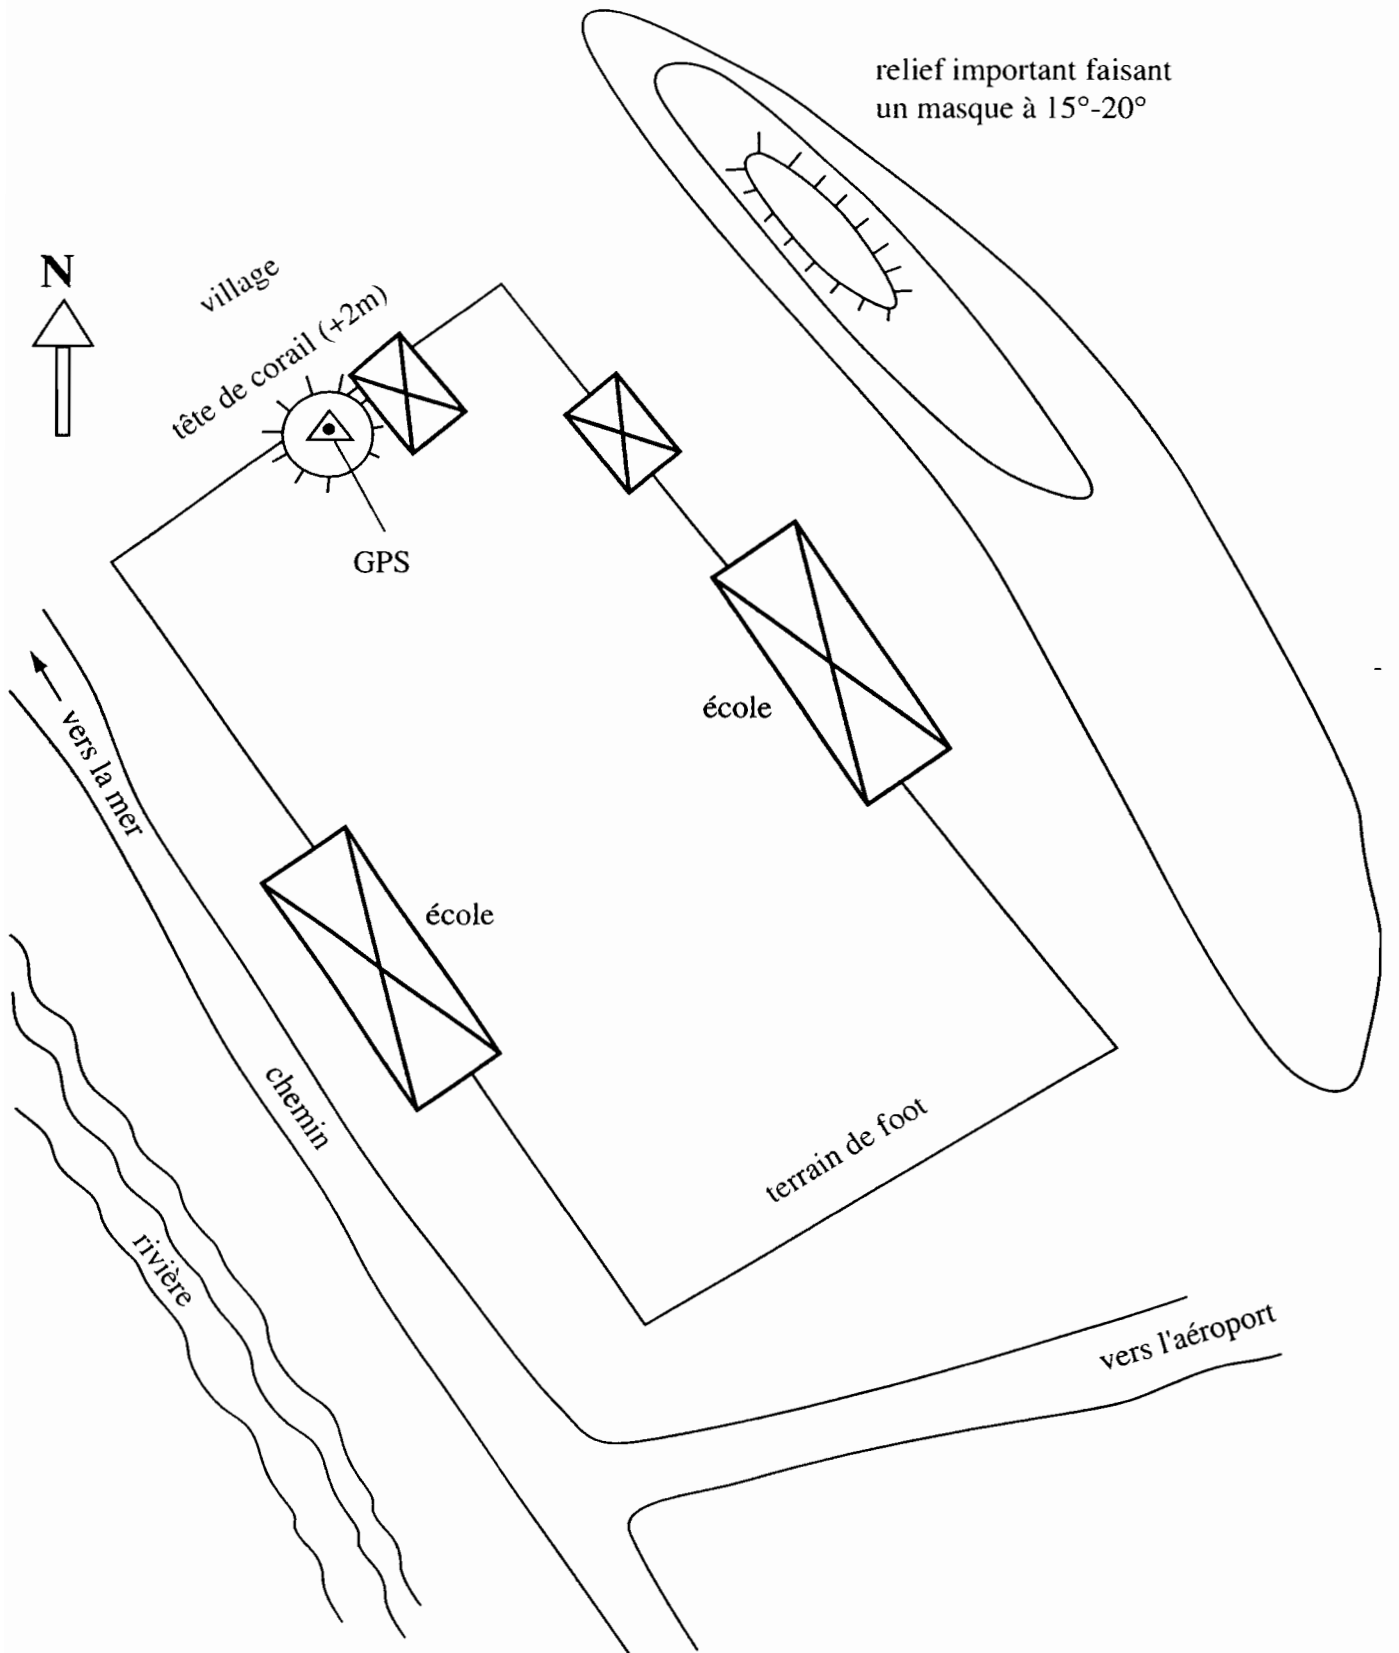 relief important faisant
un masque à 15°-20°
N
village
tête de corail (+2m)
GPS
école
vers la mer
école
chemin
terrain de foot
rivière
vers l'aéroport